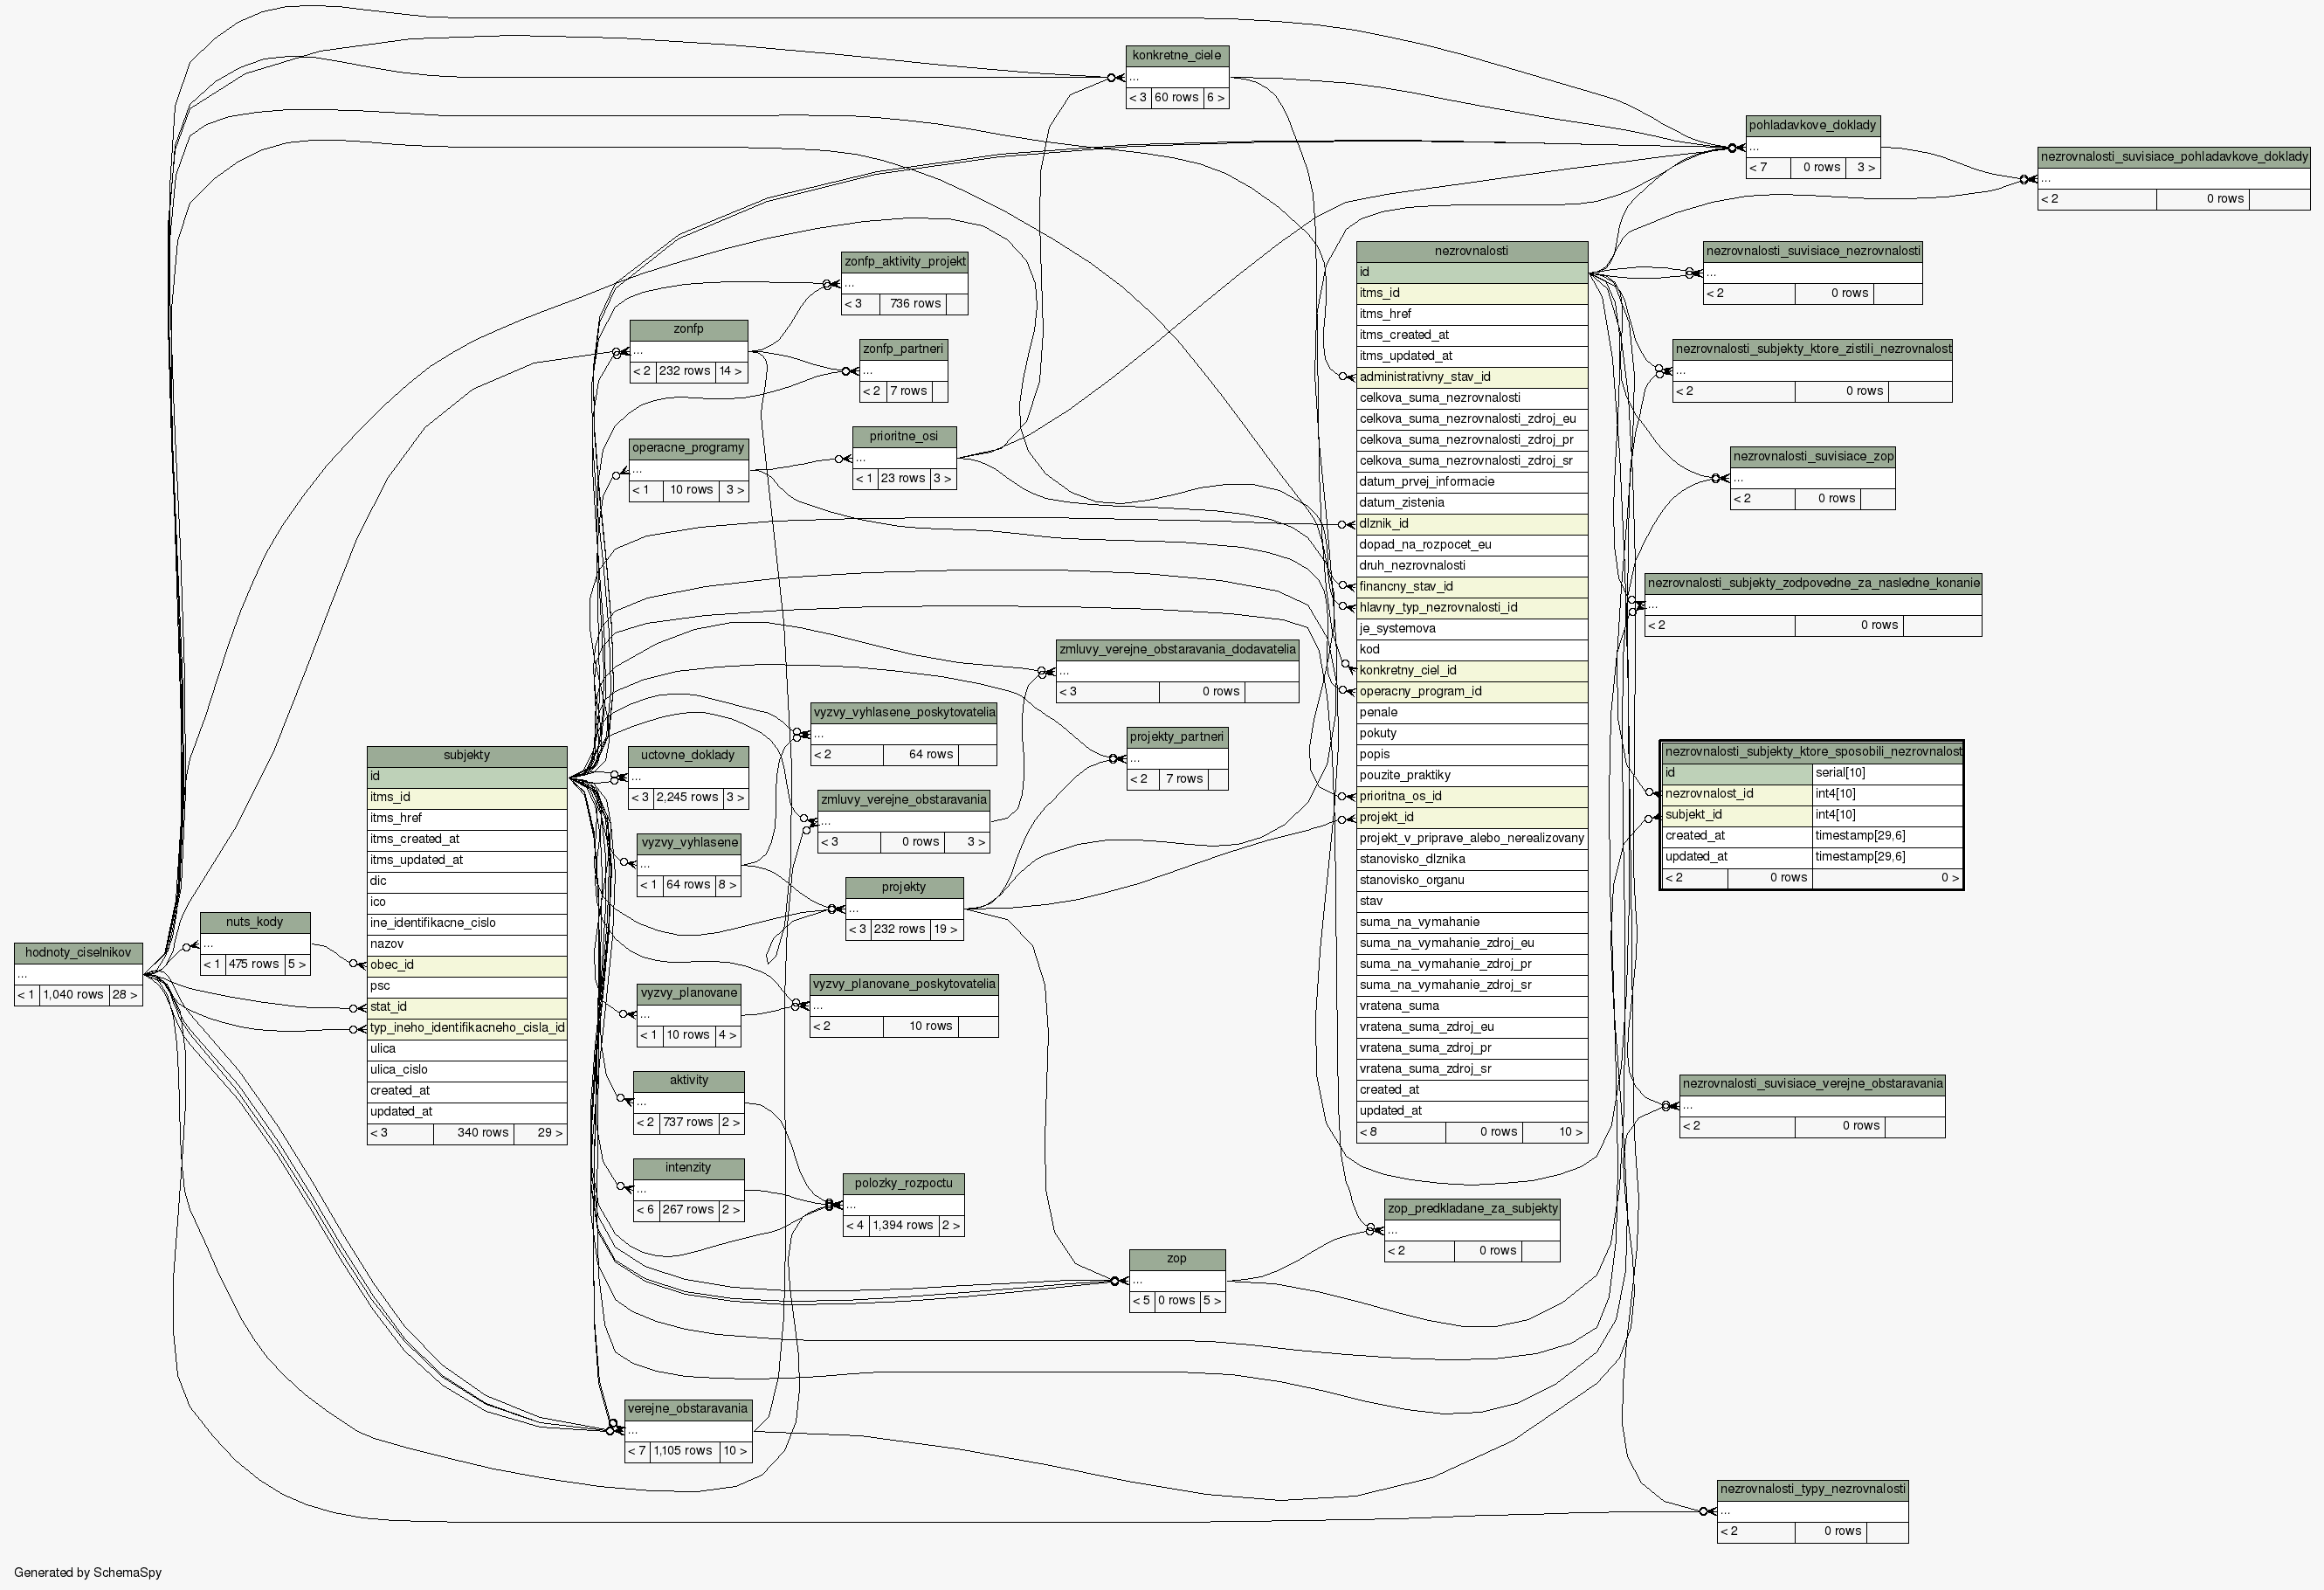 konkretne_ciele
...
< 3 60 rows 6 >
pohladavkove_doklady
...
< 7 0 rows 3 >
nezrovnalosti_suvisiace_pohladavkove_doklady
...
< 2 0 rows
zonfp_aktivity_projekt
...
< 3 736 rows
zonfp
...
< 2 232 rows 14 >
zonfp_partneri
...
< 2 7 rows
operacne_programy
...
< 1 10 rows 3 >
prioritne_osi
...
< 1 23 rows 3 >
nezrovnalosti
id
itms_id
itms_href
itms_created_at
itms_updated_at
administrativny_stav_id
celkova_suma_nezrovnalosti
celkova_suma_nezrovnalosti_zdroj_eu
celkova_suma_nezrovnalosti_zdroj_pr
celkova_suma_nezrovnalosti_zdroj_sr
datum_prvej_informacie
datum_zistenia
dlznik_id
dopad_na_rozpocet_eu
druh_nezrovnalosti
financny_stav_id
hlavny_typ_nezrovnalosti_id
je_systemova
kod
konkretny_ciel_id
operacny_program_id
penale
pokuty
popis
pouzite_praktiky
prioritna_os_id
projekt_id
projekt_v_priprave_alebo_nerealizovany
stanovisko_dlznika
stanovisko_organu
stav
suma_na_vymahanie
suma_na_vymahanie_zdroj_eu
suma_na_vymahanie_zdroj_pr
suma_na_vymahanie_zdroj_sr
vratena_suma
vratena_suma_zdroj_eu
vratena_suma_zdroj_pr
vratena_suma_zdroj_sr
created_at
updated_at
< 8 0 rows 10 >
nezrovnalosti_suvisiace_nezrovnalosti
...
< 2 0 rows
nezrovnalosti_subjekty_ktore_zistili_nezrovnalost
...
< 2 0 rows
nezrovnalosti_suvisiace_zop
...
< 2 0 rows
nezrovnalosti_subjekty_zodpovedne_za_nasledne_konanie
...
< 2 0 rows
zmluvy_verejne_obstaravania_dodavatelia
...
< 3 0 rows
vyzvy_vyhlasene_poskytovatelia
...
< 2 64 rows
projekty_partneri
...
< 2 7 rows
nezrovnalosti_subjekty_ktore_sposobili_nezrovnalost
id serial[10]
nezrovnalost_id int4[10]
subjekt_id int4[10]
created_at timestamp[29,6]
updated_at timestamp[29,6]
< 2 0 rows 0 >
subjekty
id
itms_id
itms_href
itms_created_at
itms_updated_at
dic
ico
ine_identifikacne_cislo
nazov
obec_id
psc
stat_id
typ_ineho_identifikacneho_cisla_id
ulica
ulica_cislo
created_at
updated_at
< 3 340 rows 29 >
uctovne_doklady
...
< 3 2,245 rows 3 >
zmluvy_verejne_obstaravania
...
< 3 0 rows 3 >
vyzvy_vyhlasene
...
< 1 64 rows 8 >
projekty
...
< 3 232 rows 19 >
nuts_kody
...
< 1 475 rows 5 >
hodnoty_ciselnikov
...
< 1 1,040 rows 28 >
vyzvy_planovane
...
< 1 10 rows 4 >
vyzvy_planovane_poskytovatelia
...
< 2 10 rows
aktivity
...
< 2 737 rows 2 >
nezrovnalosti_suvisiace_verejne_obstaravania
...
< 2 0 rows
intenzity
...
< 6 267 rows 2 >
polozky_rozpoctu
...
< 4 1,394 rows 2 >
zop_predkladane_za_subjekty
...
< 2 0 rows
zop
...
< 5 0 rows 5 >
verejne_obstaravania
...
< 7 1,105 rows 10 >
nezrovnalosti_typy_nezrovnalosti
...
< 2 0 rows
Generated by SchemaSpy